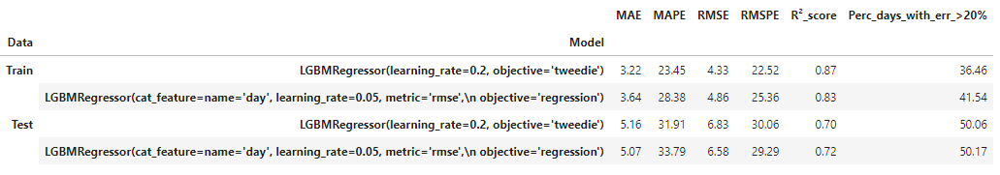 MAE MAPE RMSE RMSPE R²_score Perc_days_with_err_>20%
Data Model
Train LGBMRegressor(learning_rate=0.2, objective='tweedie') 3.22 23.45 4.33 22.52 0.87 36.46
LGBMRegressor(cat_feature=name='day', learning_rate=0.05, metric='rmse',\n objective='regression') 3.64 28.38 4.86 25.36 0.83 41.54
Test LGBMRegressor(learning_rate=0.2, objective='tweedie') 5.16 31.91 6.83 30.06 0.70 50.06
LGBMRegressor(cat_feature=name='day', learning_rate=0.05, metric='rmse',\n objective='regression') 5.07 33.79 6.58 29.29 0.72 50.17